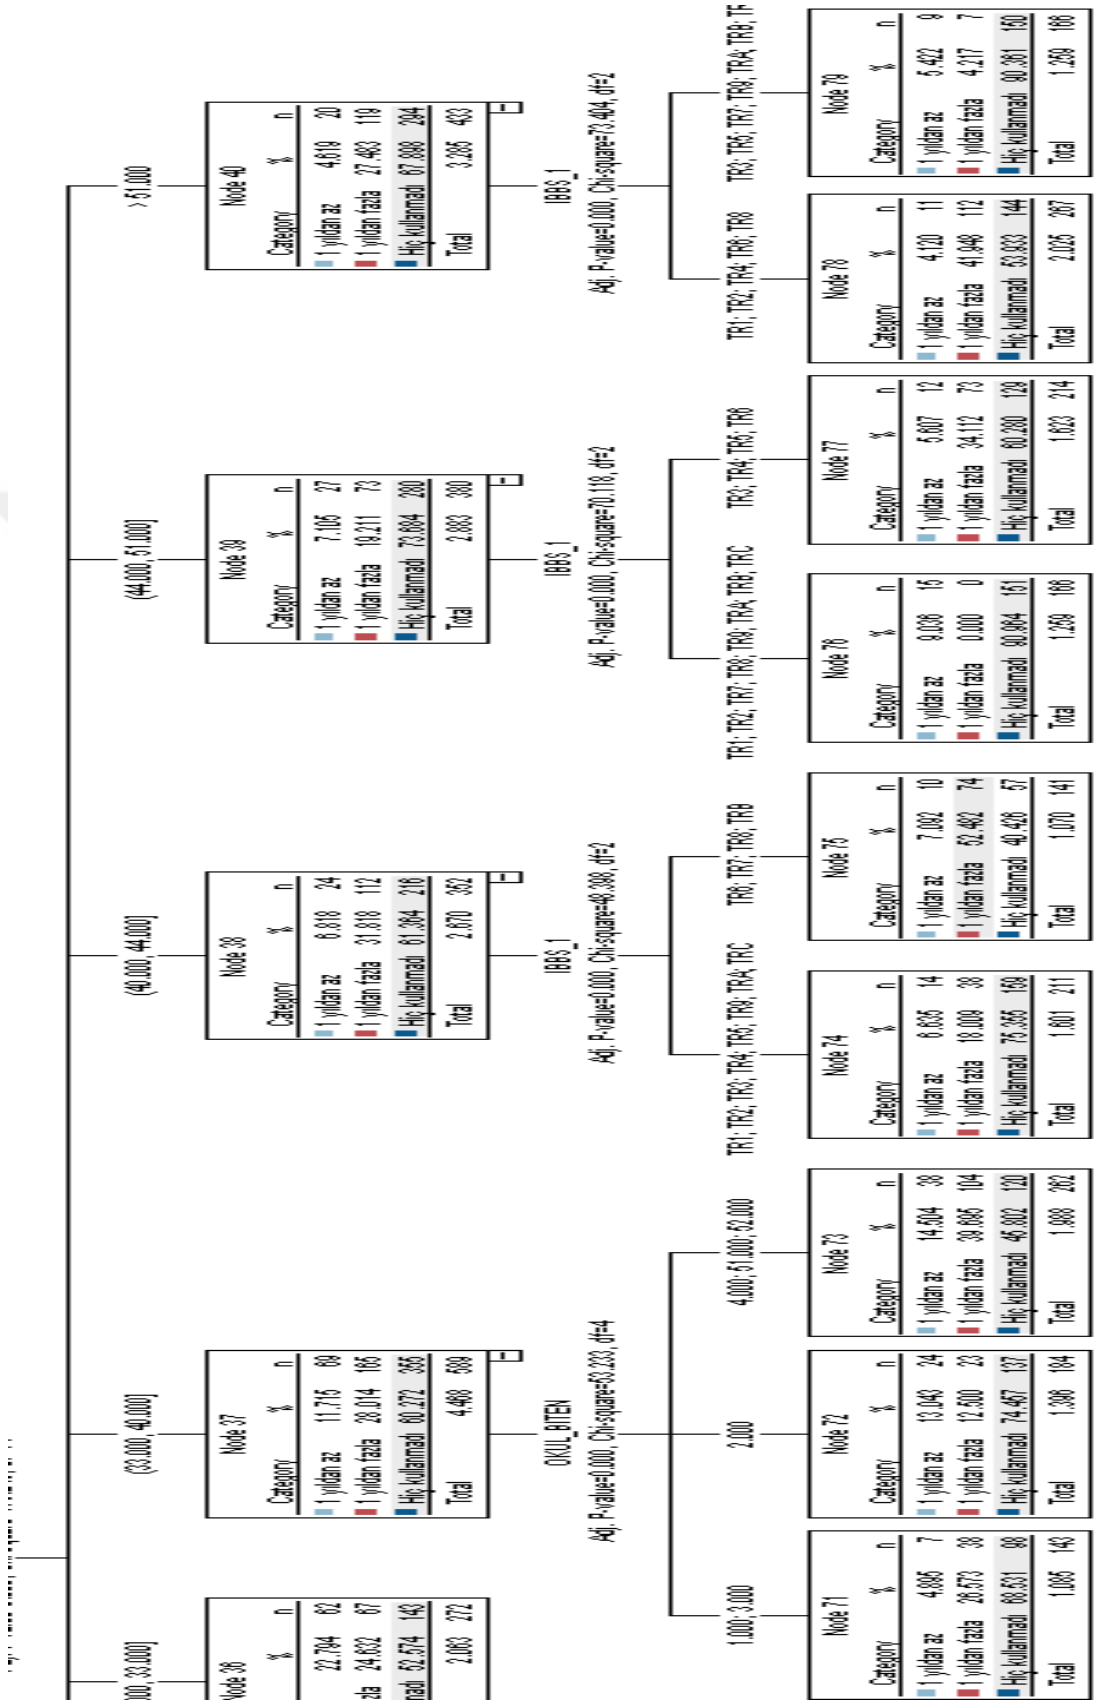 000, 33.000]
Node 36
% n
22.794 62
zla 24.632 67
madı 52.574 143
2.063 272
(33.000, 40.000]
Node 37
Category % n
1 yıldan az 11.715 69
1 yıldan fazla 28.014 165
Hiç kullanmadı 60.272 355
Total 4.468 589
(40.000, 44.000]
Node 38
Category % n
1 yıldan az 6.818 24
1 yıldan fazla 31.818 112
Hiç kullanmadı 61.364 216
Total 2.670 352
(44.000, 51.000]
Node 39
Category % n
1 yıldan az 7.105 27
1 yıldan fazla 19.211 73
Hiç kullanmadı 73.684 280
Total 2.883 380
> 51.000
Node 40
Category % n
1 yıldan az 4.619 20
1 yıldan fazla 27.483 119
Hiç kullanmadı 67.898 294
Total 3.285 433
OKUL_BITEN
Adj. P-value=0.000, Chi-square=53.233, df=4
IBBS_1
Adj. P-value=0.000, Chi-square=48.398, df=2
IBBS_1
Adj. P-value=0.000, Chi-square=70.118, df=2
IBBS_1
Adj. P-value=0.000, Chi-square=73.404, df=2
1.000; 3.000
Node 71
Category % n
1 yıldan az 4.895 7
1 yıldan fazla 26.573 38
Hiç kullanmadı 68.531 98
Total 1.085 143
2.000
Node 72
Category % n
1 yıldan az 13.043 24
1 yıldan fazla 12.500 23
Hiç kullanmadı 74.457 137
Total 1.396 184
4.000; 51.000; 52.000
Node 73
Category % n
1 yıldan az 14.504 38
1 yıldan fazla 39.695 104
Hiç kullanmadı 45.802 120
Total 1.988 262
TR1; TR2; TR3; TR4; TR5; TR9; TRA; TRC
Node 74
Category % n
1 yıldan az 6.635 14
1 yıldan fazla 18.009 38
Hiç kullanmadı 75.355 159
Total 1.601 211
TR6; TR7; TR8; TRB
Node 75
Category % n
1 yıldan az 7.092 10
1 yıldan fazla 52.482 74
Hiç kullanmadı 40.426 57
Total 1.070 141
TR1; TR2; TR7; TR8; TR9; TRA; TRB; TRC
Node 76
Category % n
1 yıldan az 9.036 15
1 yıldan fazla 0.000 0
Hiç kullanmadı 90.964 151
Total 1.259 166
TR3; TR4; TR5; TR6
Node 77
Category % n
1 yıldan az 5.607 12
1 yıldan fazla 34.112 73
Hiç kullanmadı 60.280 129
Total 1.623 214
TR1; TR2; TR4; TR6; TR8
Node 78
Category % n
1 yıldan az 4.120 11
1 yıldan fazla 41.948 112
Hiç kullanmadı 53.933 144
Total 2.025 267
TR3; TR5; TR7; TR9; TRA; TRB;
Node 79
Category % n
1 yıldan az 5.422 9
1 yıldan fazla 4.217 7
Hiç kullanmadı 90.361 150
Total 1.259 166